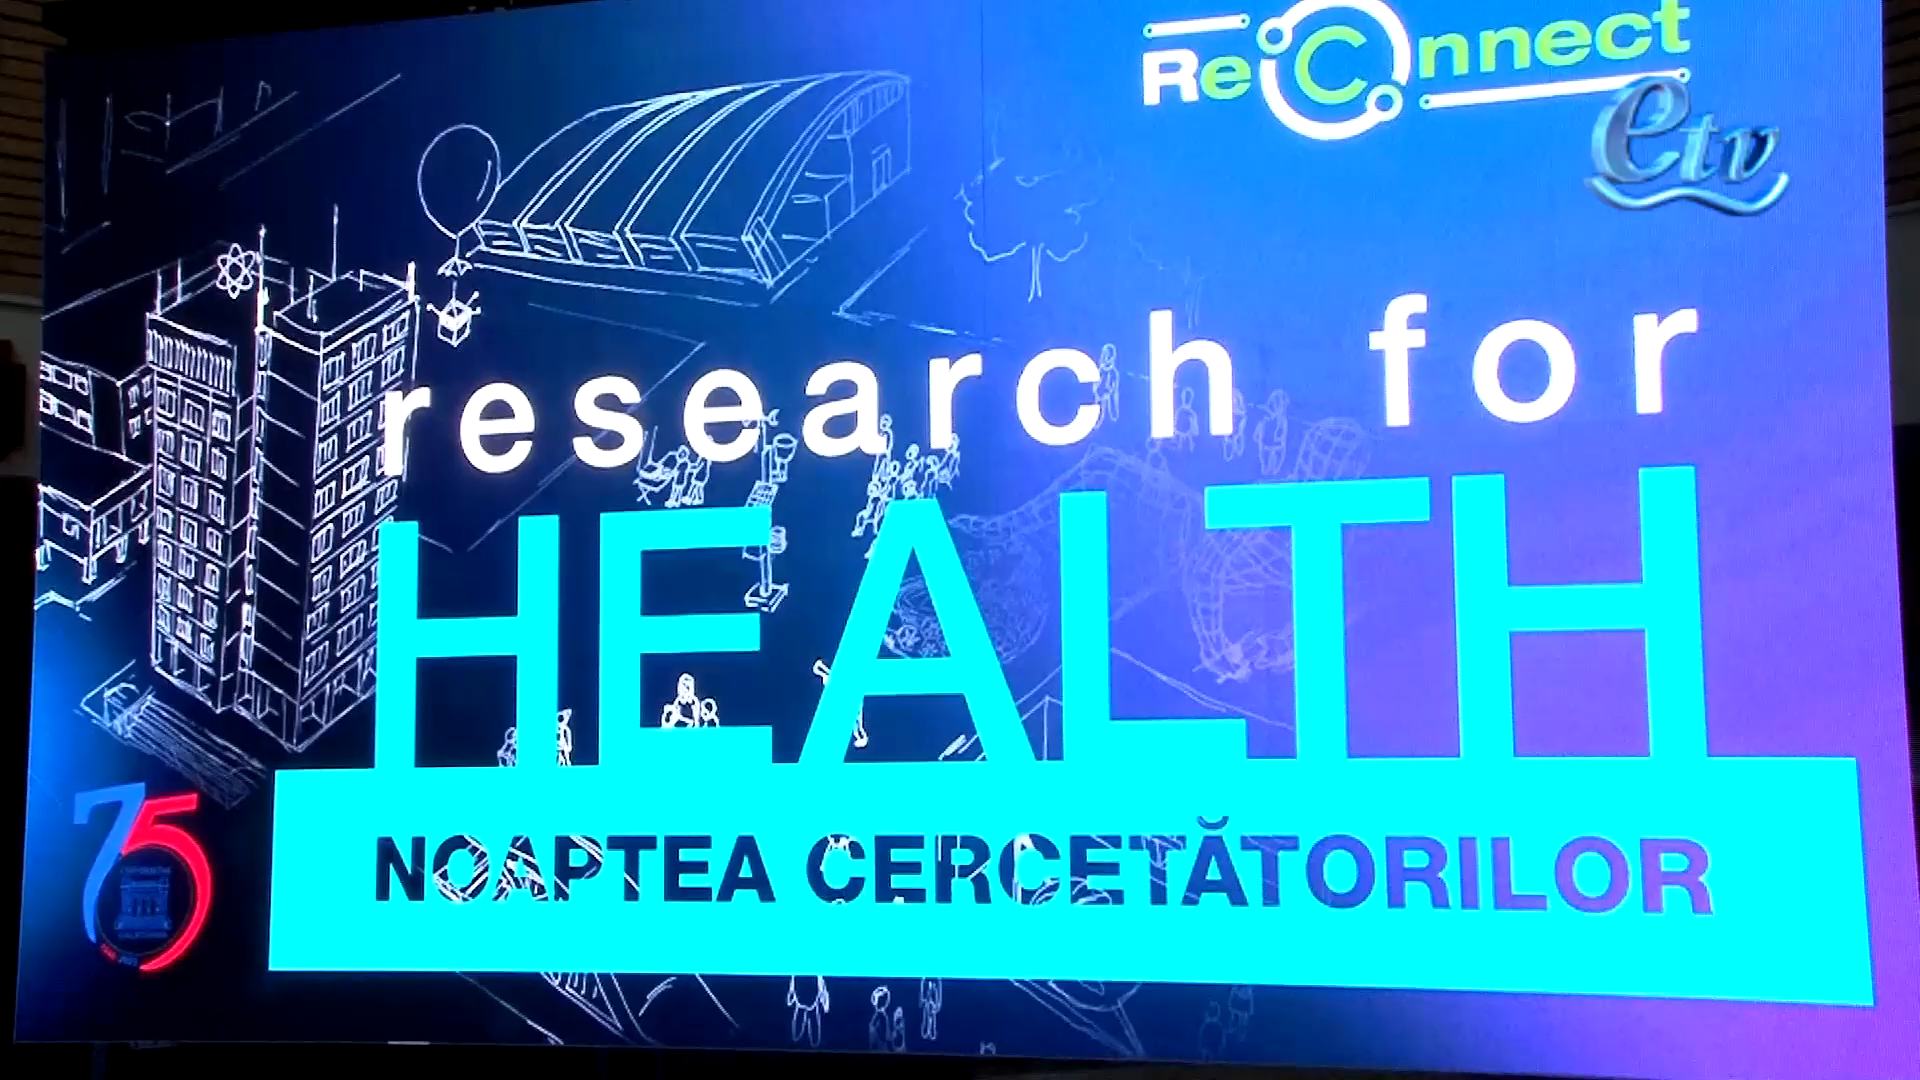 ReConnect
etv
research for
HEALTH
NOAPTEA CERCETĂTORILOR
75